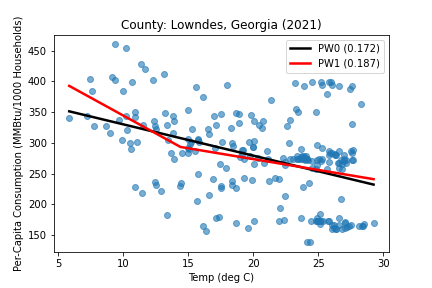 County: Lowndes, Georgia (2021)
Per-Capita Consumption (MMBtu/1000 Households)
450
400
350
300
250
200
150
PW0 (0.172)
PW1 (0.187)
5 10 15 20 25 30
Temp (deg C)